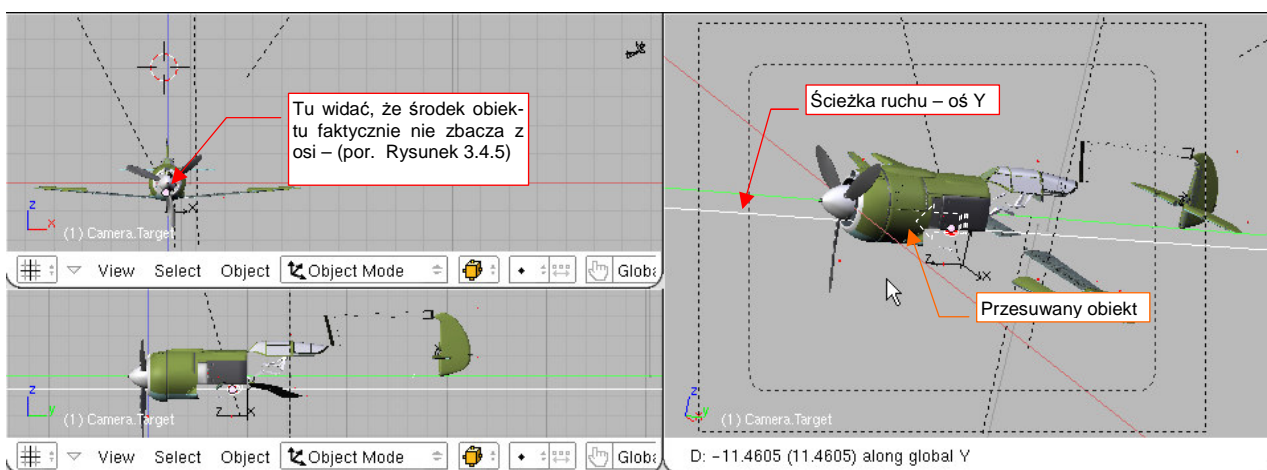 Tu widać, że środek obiek-
tu faktycznie nie zbacza z
osi – (por. Rysunek 3.4.5)
z
x
(1) Camera.Target
View Select Object Object Mode Globa
z x
z
y
(1) Camera.Target
View Select Object Object Mode Globa
Ścieżka ruchu – oś Y
z
x
Przesuwany obiekt
z
y
(1) Camera.Target
D: -11.4605 (11.4605) along global Y